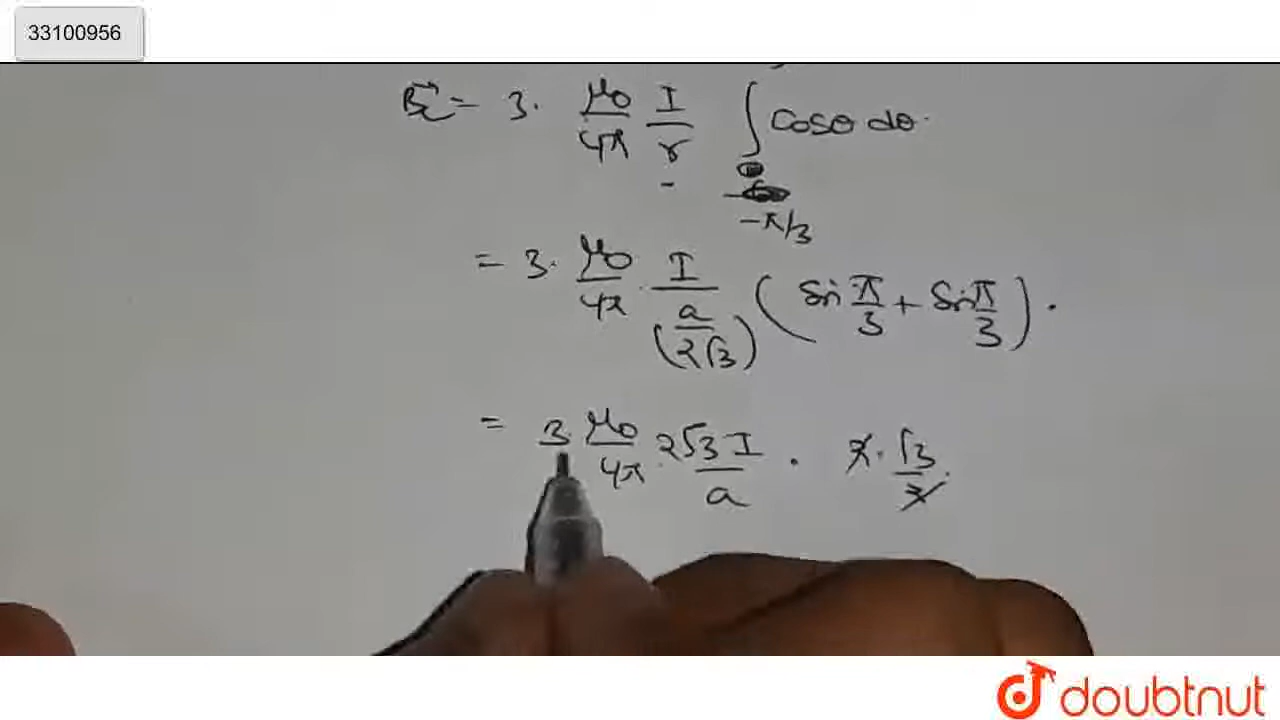 33100956
B⃗c = 3. μ0/4π I/r ∫ Cosθ dθ.
-π/3
= 3. μ0/4π . I/(a/2√3) (Sin π/3 + Sin π/3) .
= 3. μ0/4π . 2√3 I/a . 2 . √3/2 .
doubtnut